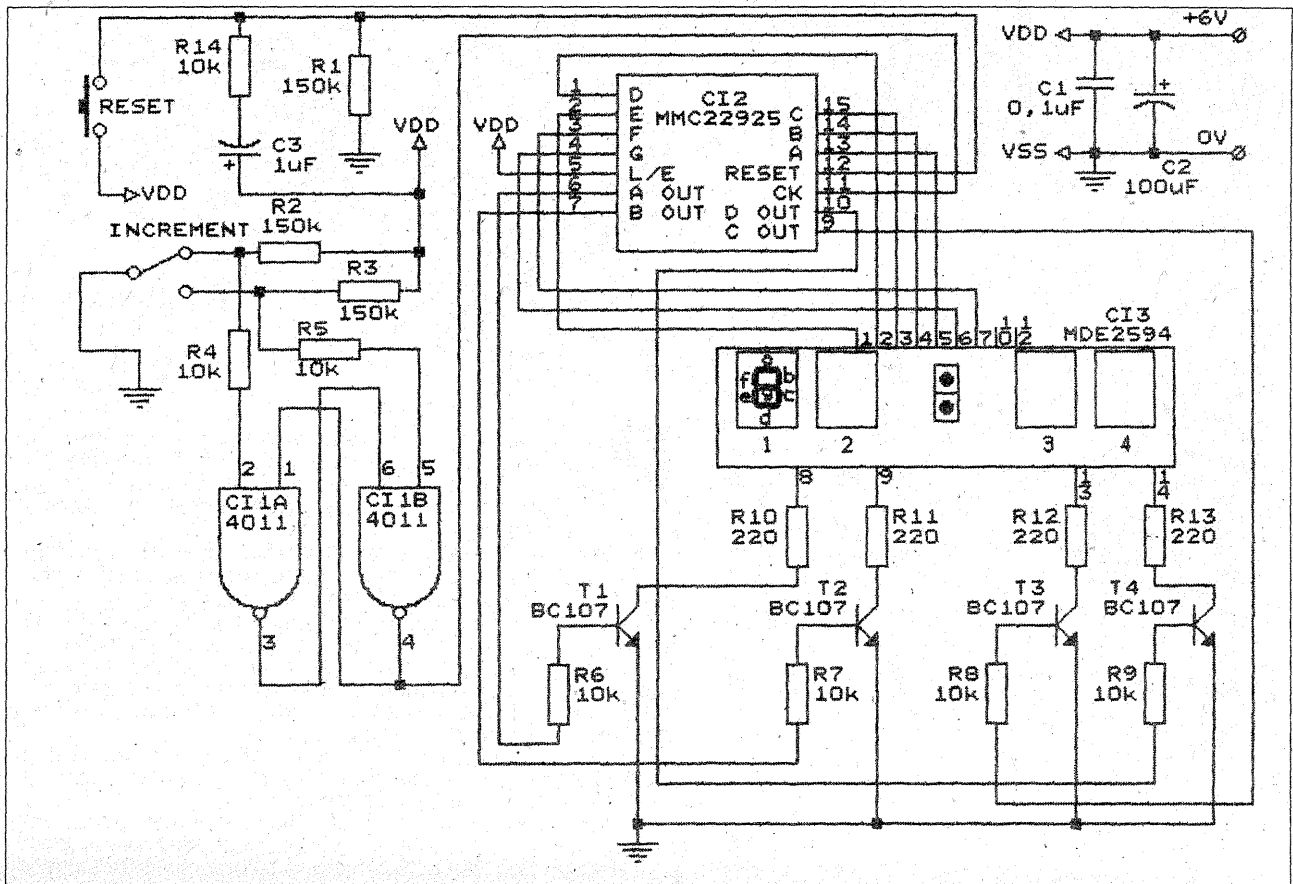 R14
10k
R1
150k
RESET
C3
+
1uF
VDD
VDD
VDD
R2
150k
INCREMENT
R3
150k
R4
10k
R5
10k
2
1
6
5
CI1A
4011
CI1B
4011
3
4
CI2
MMC22925
1
2
3
4
5
6
7
D
E
F
G
L/E
A OUT
B OUT
C
B
A
RESET
CK
D OUT
C OUT
15
14
13
12
11
10
9
VDD
+6V
C1
0,1uF
+
VSS
0V
C2
100uF
CI3
MDE2594
1
2
3
4
5
6
7
10
12
a
f
b
g
e
c
d
1
2
3
4
8
9
13
14
R10
220
R11
220
R12
220
R13
220
T1
BC107
T2
BC107
T3
BC107
T4
BC107
R6
10k
R7
10k
R8
10k
R9
10k